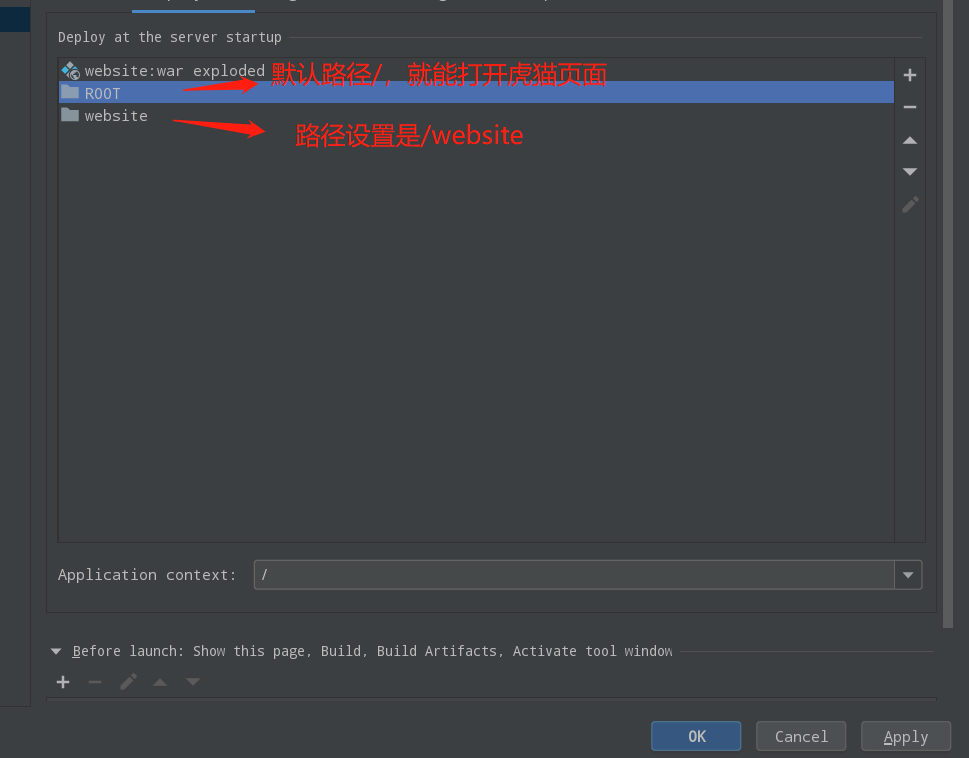 Deploy at the server startup
website:war exploded
默认路径/，就能打开虎猫页面
ROOT
website
路径设置是/website
Application context: /
Before launch: Show this page, Build, Build Artifacts, Activate tool window
OK Cancel Apply